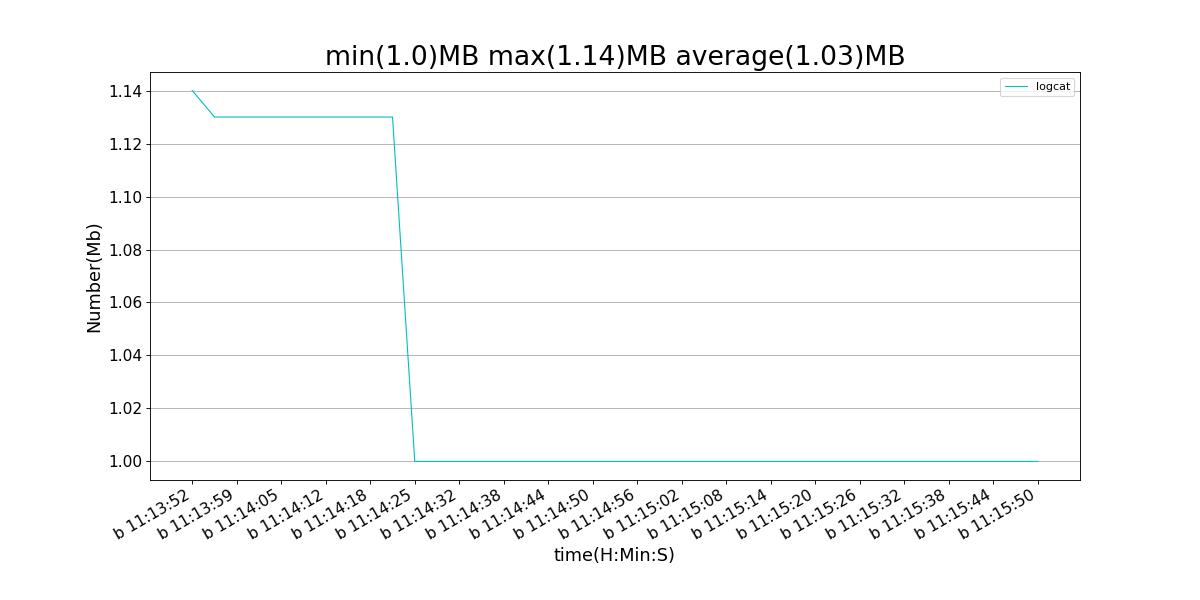 min(1.0)MB max(1.14)MB average(1.03)MB
logcat
1.14
1.12
1.10
1.08
1.06
1.04
1.02
1.00
Number(Mb)
b 11:13:52
b 11:13:59
b 11:14:05
b 11:14:12
b 11:14:18
b 11:14:25
b 11:14:32
b 11:14:38
b 11:14:44
b 11:14:50
b 11:14:56
b 11:15:02
b 11:15:08
b 11:15:14
b 11:15:20
b 11:15:26
b 11:15:32
b 11:15:38
b 11:15:44
b 11:15:50
time(H:Min:S)